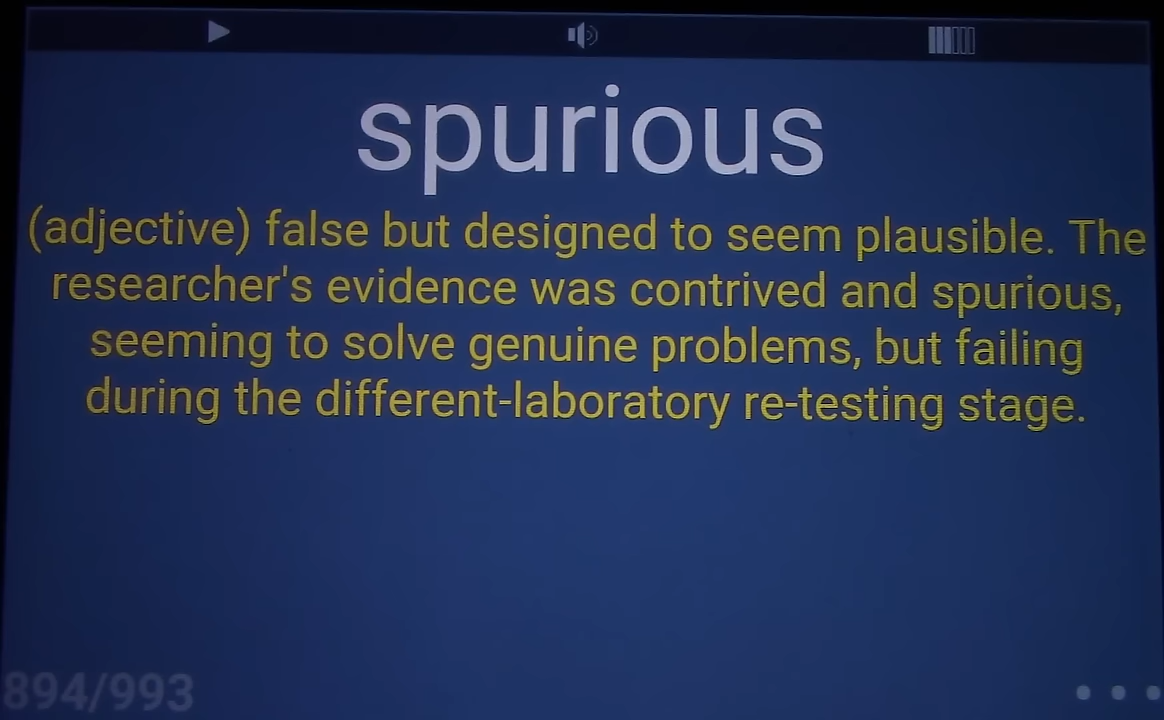 spurious
(adjective) false but designed to seem plausible. The
researcher's evidence was contrived and spurious,
seeming to solve genuine problems, but failing
during the different-laboratory re-testing stage.
894/993